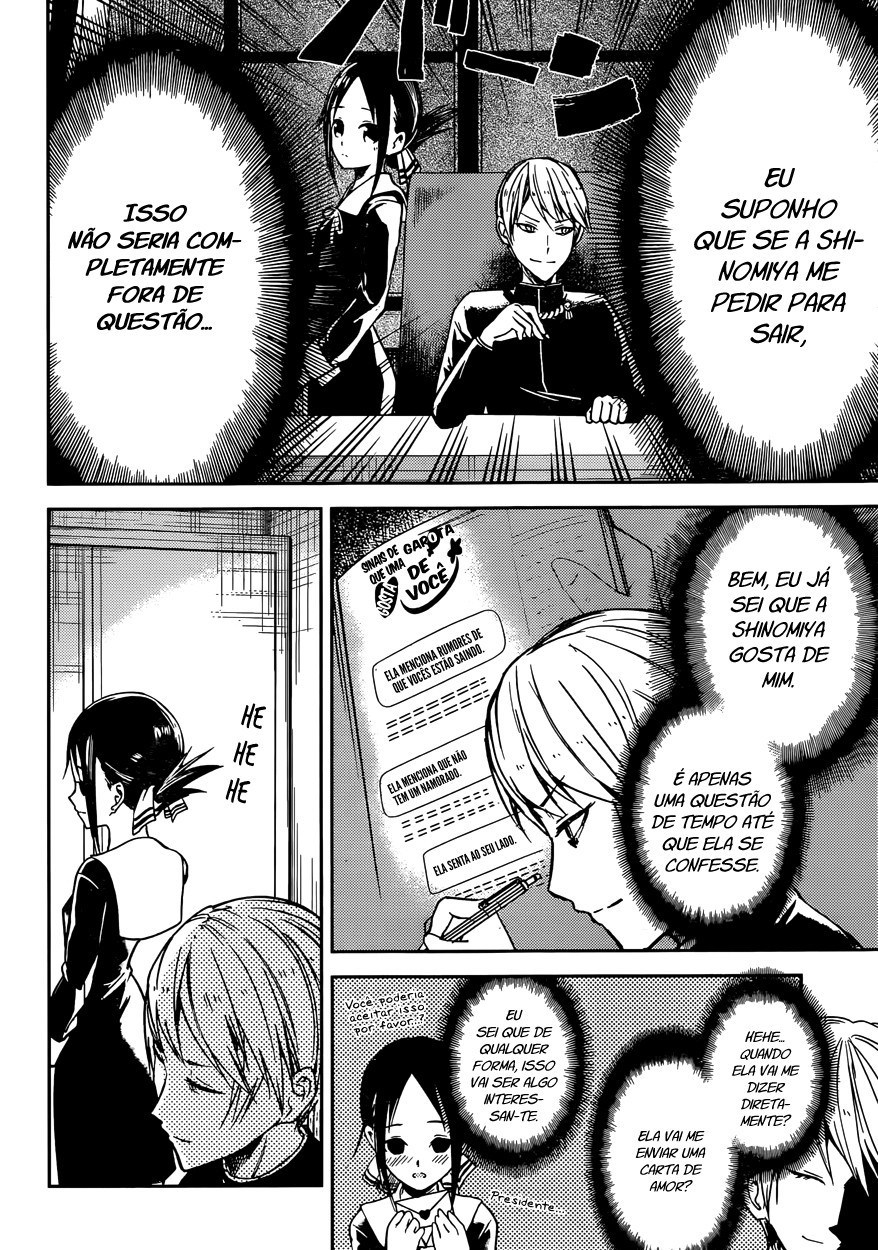 EU
SUPONHO
QUE SE A SHI-
NOMIYA ME
PEDIR PARA
SAIR,
ISSO
NÃO SERIA COM-
PLETAMENTE
FORA DE
QUESTÃO...
BEM, EU JÁ
SEI QUE A
SHINOMIYA
GOSTA DE
MIM.
É APENAS
UMA QUESTÃO
DE TEMPO ATÉ
QUE ELA SE
CONFESSE.
SINAIS DE
QUE UMA GAROTA
GOSTA DE
VOCÊ
ELA MENCIONA RUMORES DE
QUE VOCÊS ESTÃO SAINDO.
ELA MENCIONA QUE NÃO
TEM UM NAMORADO.
ELA SENTA AO SEU LADO.
HE
HE
HE
HEHE...
QUANDO
ELA VAI ME
DIZER
DIRETA-
MENTE?
ELA VAI ME
ENVIAR UMA
CARTA DE
AMOR?
EU
SEI QUE DE
QUALQUER
FORMA, ISSO
VAI SER ALGO
INTERES-
SAN-TE.
Você poderia
aceitar isso
por favor?
Presidente...